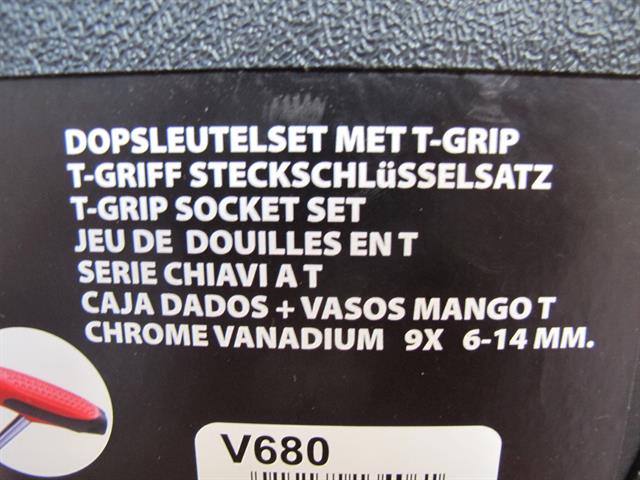 DOPSLEUTELSET MET T-GRIP
T-GRIFF STECKSCHLüSSELSATZ
T-GRIP SOCKET SET
JEU DE DOUILLES EN T
SERIE CHIAVI A T
CAJA DADOS + VASOS MANGO T
CHROME VANADIUM 9X 6-14 MM.
V680